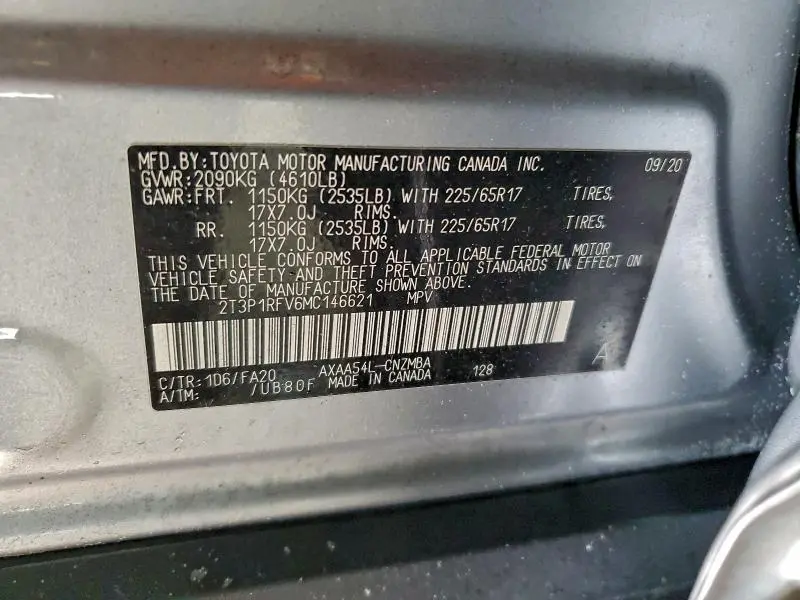 MFD.BY:TOYOTA MOTOR MANUFACTURING CANADA INC. 09/20
GVWR:2090KG (4610LB)
GAWR:FRT. 1150KG (2535LB) WITH 225/65R17 TIRES,
17X7.0J RIMS.
RR. 1150KG (2535LB) WITH 225/65R17 TIRES,
17X7.0J RIMS.
THIS VEHICLE CONFORMS TO ALL APPLICABLE FEDERAL MOTOR
VEHICLE SAFETY AND THEFT PREVENTION STANDARDS IN EFFECT ON
THE DATE OF MANUFACTURE SHOWN ABOVE.
2T3P1RFV6MC146621 MPV
C/TR:1D6/FA20 AXAA54L-CNZMBA 128 A
A/TM: /UB80F MADE IN CANADA